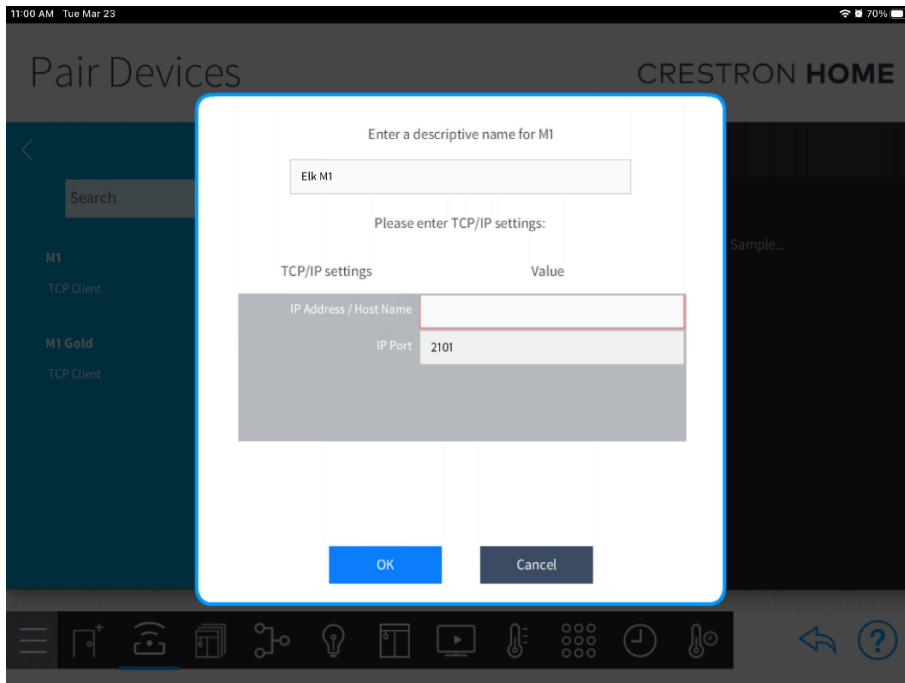 11:00 AM Tue Mar 23
70%
Pair Devices
CRESTRON HOME
Search
M1
TCP Client
M1 Gold
TCP Client
Sample...
Enter a descriptive name for M1
Elk M1
Please enter TCP/IP settings:
TCP/IP settings Value
IP Address / Host Name
IP Port 2101
OK Cancel
?